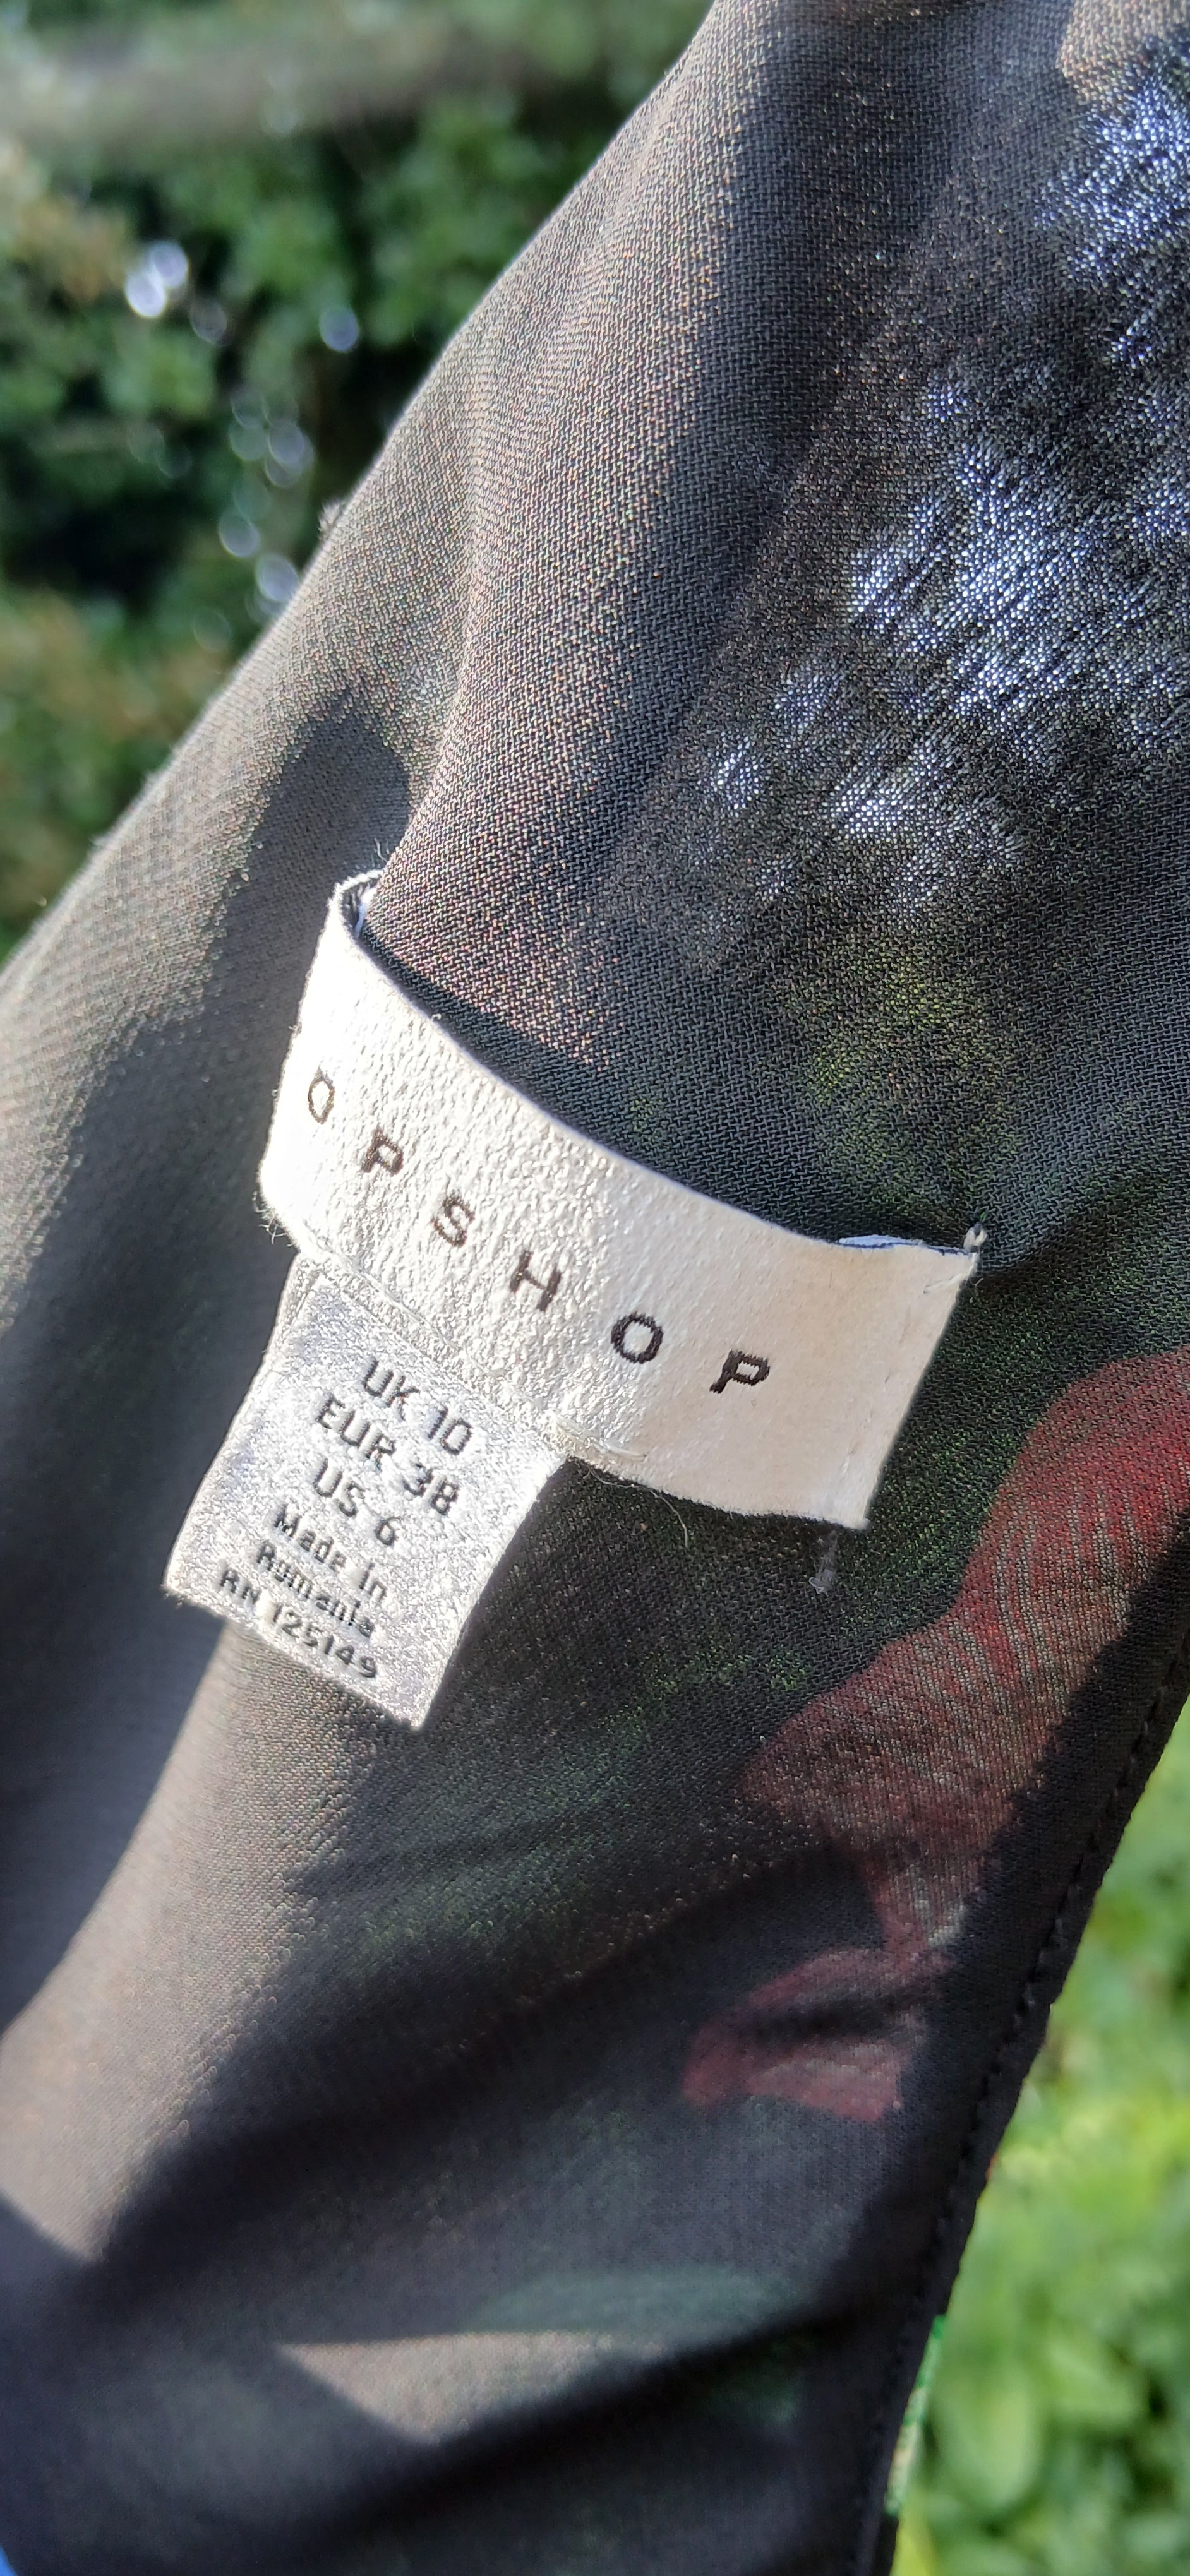 OPSHOP
UK 10
EUR 38
US 6
Made in
Romania
RN 125149